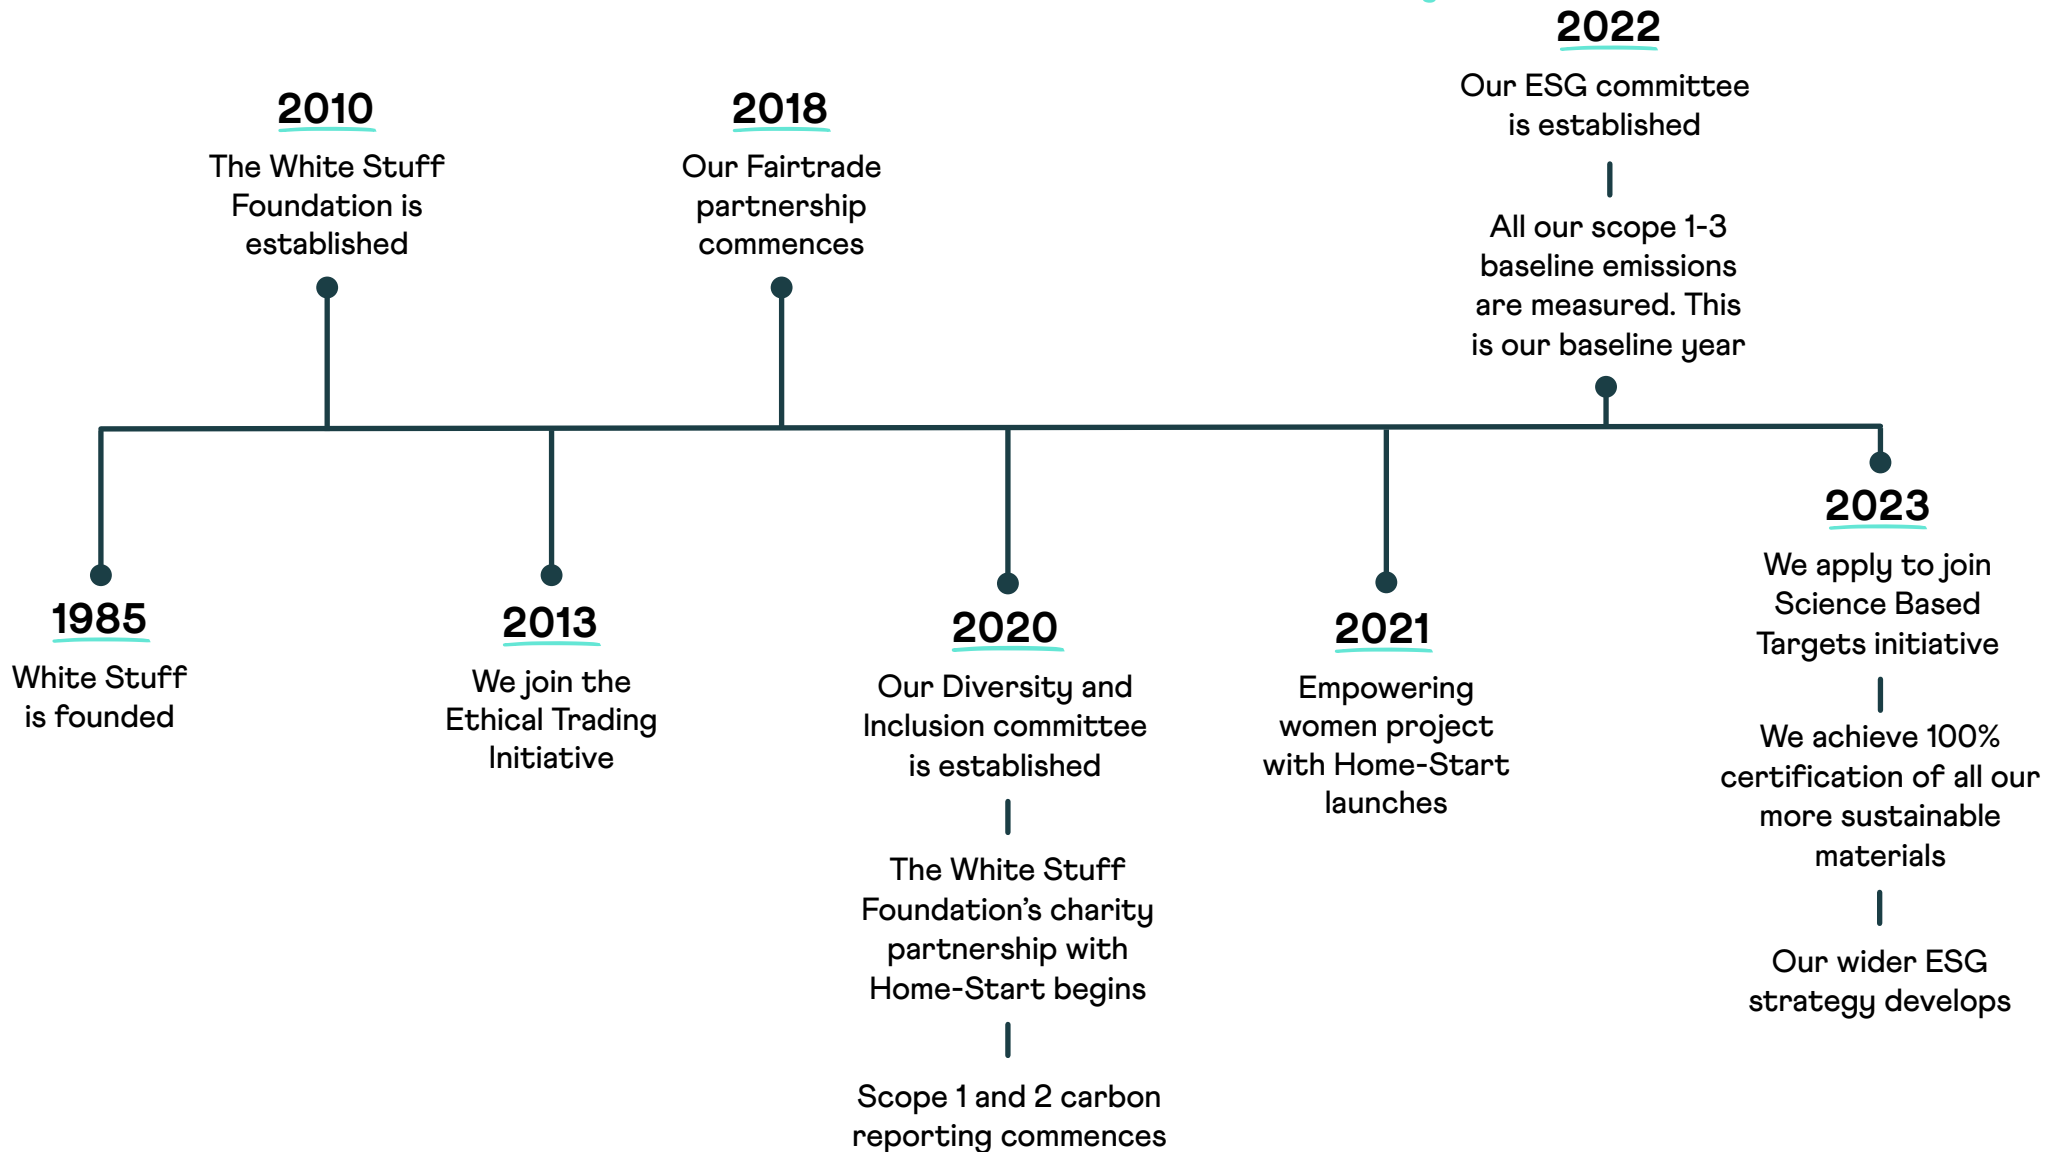 1985
White Stuff
is founded
2010
The White Stuff
Foundation is
established
2013
We join the
Ethical Trading
Initiative
2018
Our Fairtrade
partnership
commences
2020
Our Diversity and
Inclusion committee
is established
The White Stuff
Foundation’s charity
partnership with
Home-Start begins
Scope 1 and 2 carbon
reporting commences
2021
Empowering
women project
with Home-Start
launches
2022
Our ESG committee
is established
All our scope 1-3
baseline emissions
are measured. This
is our baseline year
2023
We apply to join
Science Based
Targets initiative
We achieve 100%
certification of all our
more sustainable
materials
Our wider ESG
strategy develops